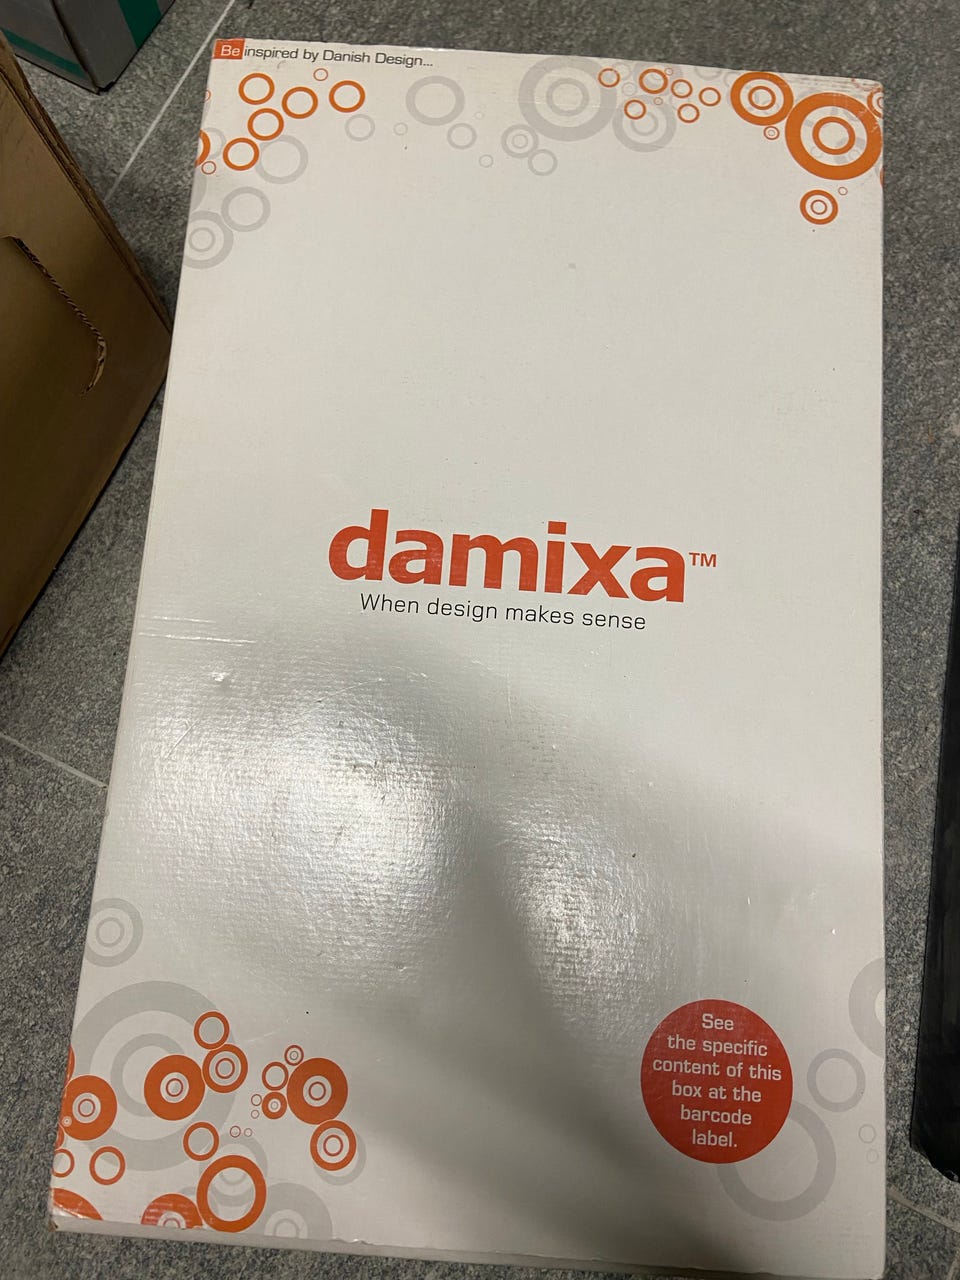 Be inspired by Danish Design...
damixa™
When design makes sense
See
the specific
content of this
box at the
barcode
label.